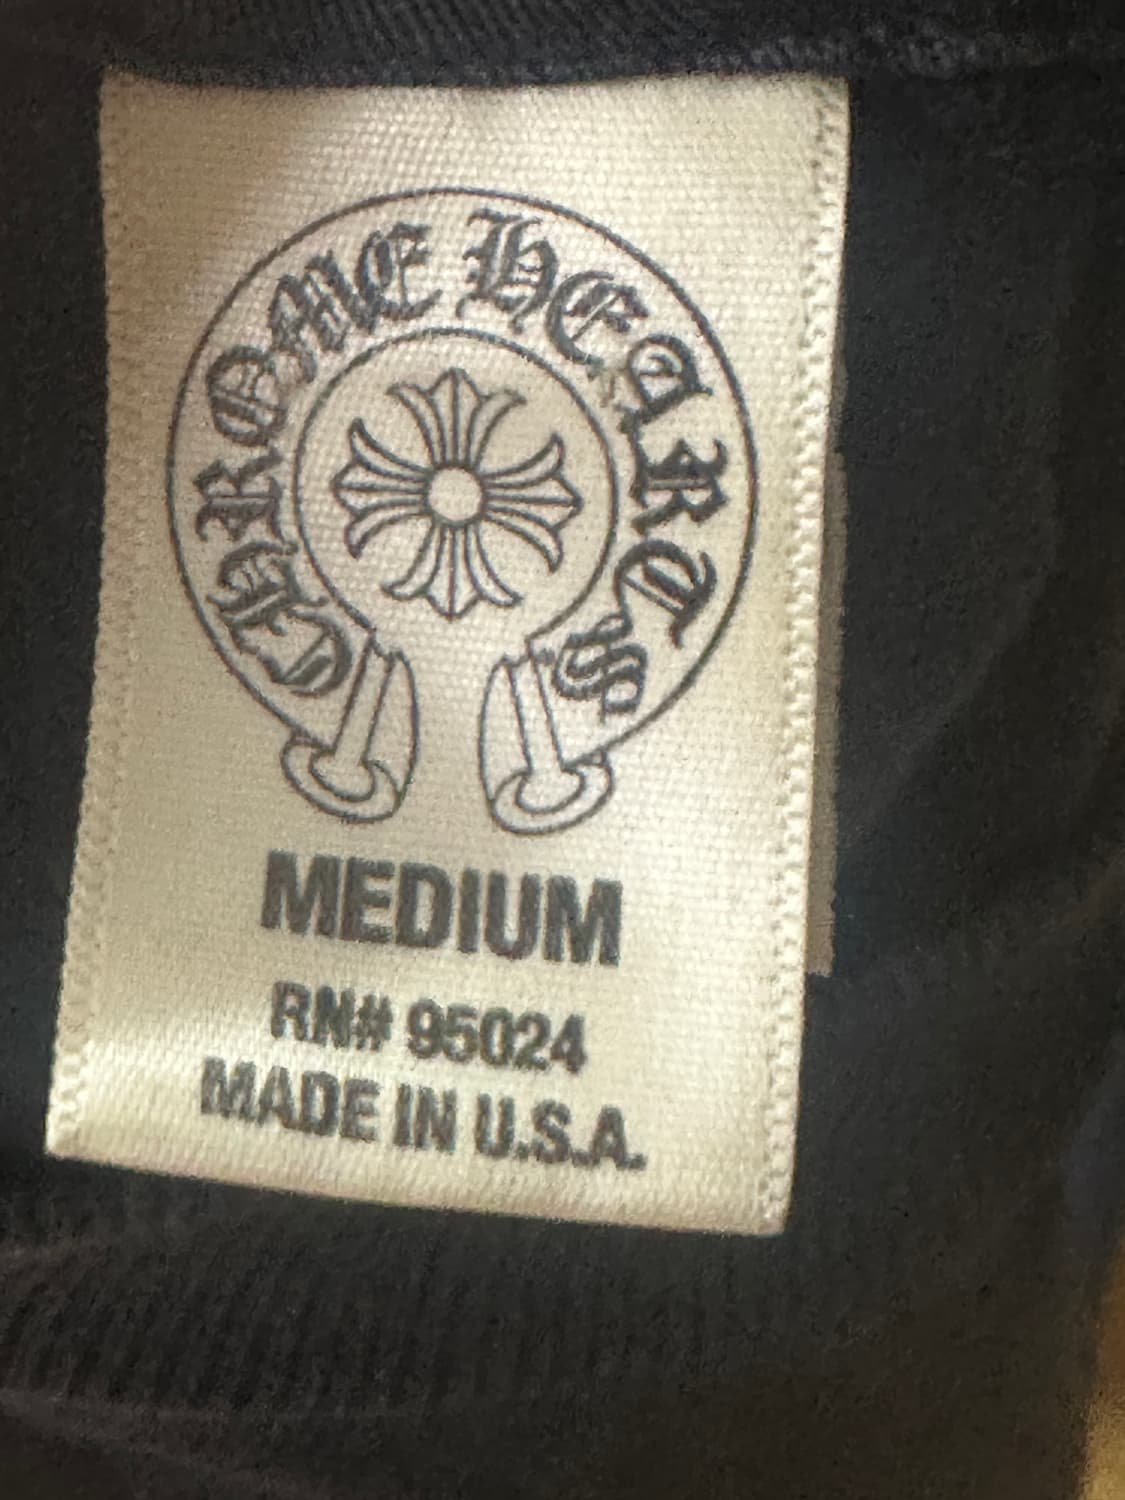 CHROME HEARTS
MEDIUM
RN# 95024
MADE IN U.S.A.